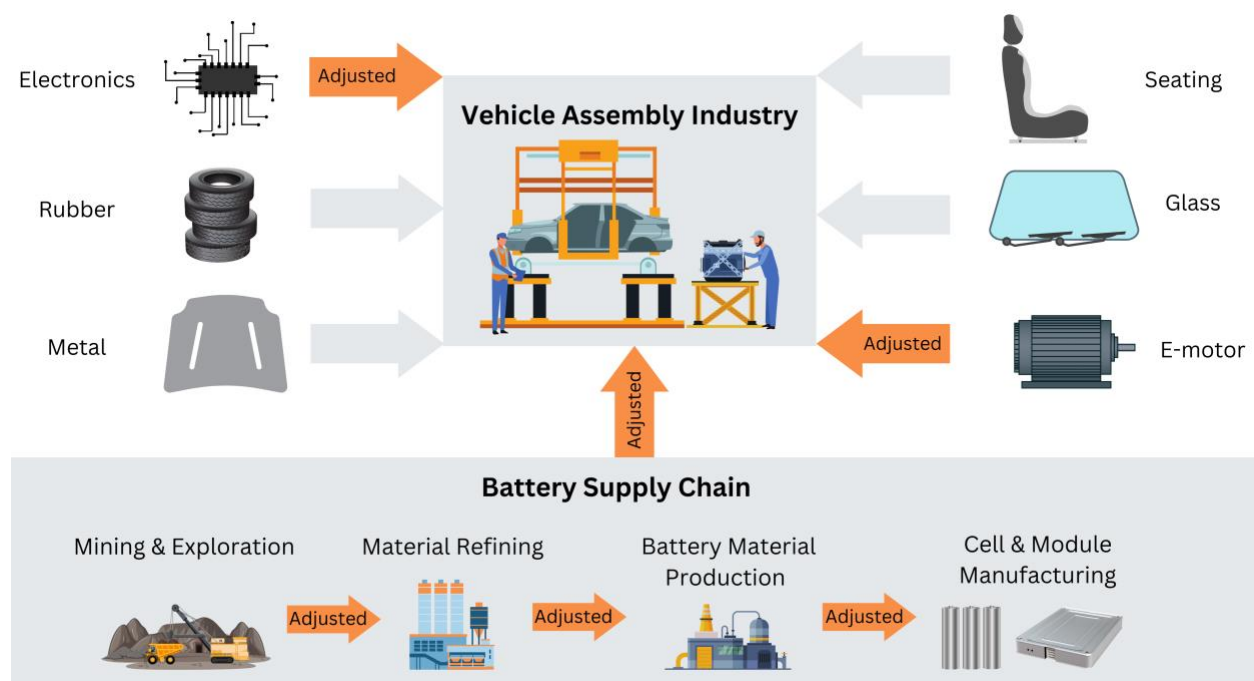 Electronics
Adjusted
Seating
Vehicle Assembly Industry
Rubber
Glass
Metal
Adjusted
E-motor
Adjusted
Battery Supply Chain
Mining & Exploration
Material Refining
Battery Material
Production
Cell & Module
Manufacturing
Adjusted
Adjusted
Adjusted